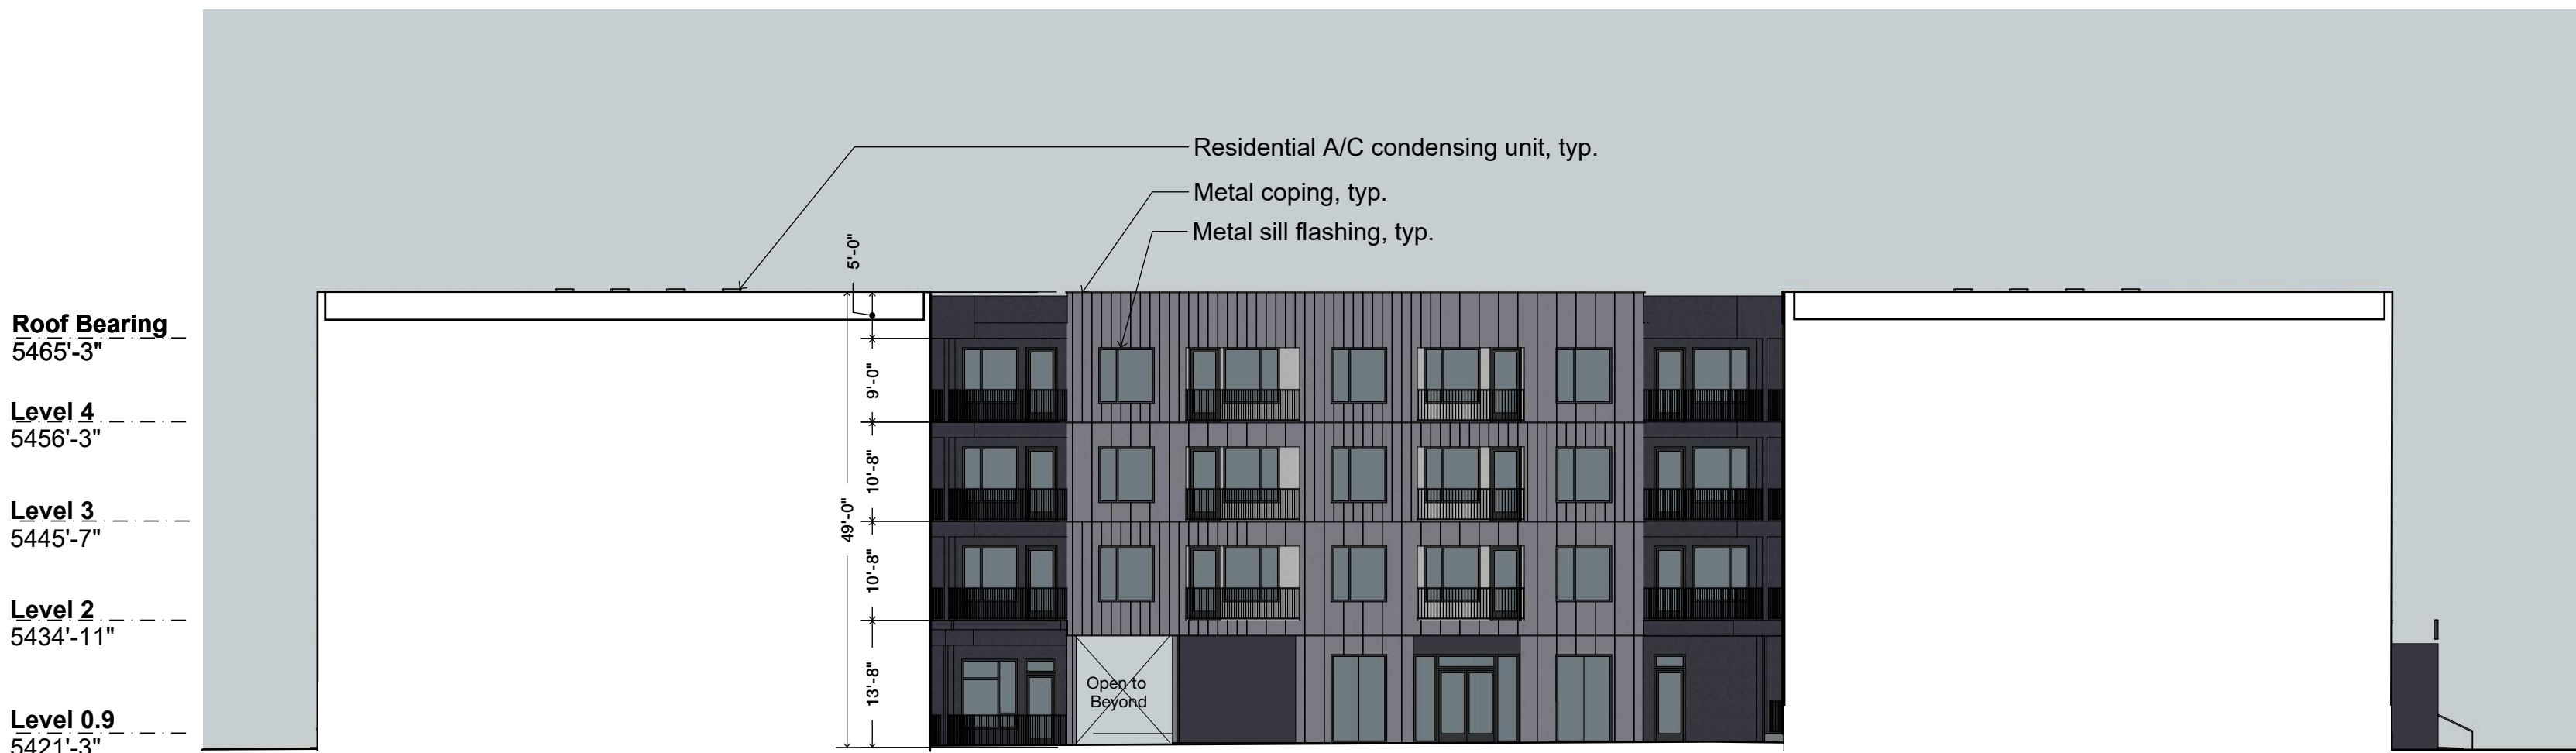 Residential A/C condensing unit, typ.
Metal coping, typ.
Metal sill flashing, typ.
5'-0"
Roof Bearing
5465'-3"
9'-0"
Level 4
5456'-3"
10'-8"
Level 3
5445'-7"
49'-0"
10'-8"
Level 2
5434'-11"
13'-8"
Open to
Beyond
Level 0.9
5421'-3"